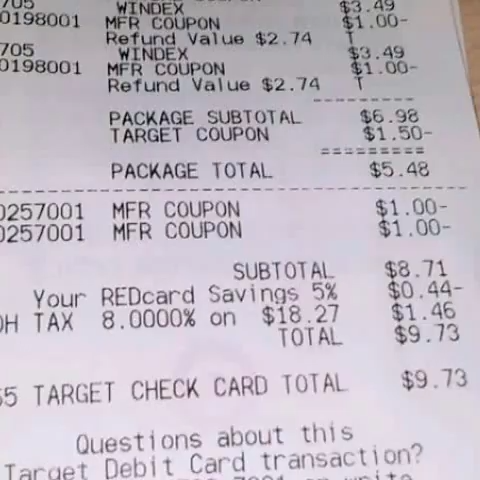 705 WINDEX $3.49
0198001 MFR COUPON $1.00-
Refund Value $2.74 T
705 WINDEX $3.49
0198001 MFR COUPON $1.00-
Refund Value $2.74 T
PACKAGE SUBTOTAL $6.98
TARGET COUPON $1.50-
PACKAGE TOTAL $5.48
0257001 MFR COUPON $1.00-
0257001 MFR COUPON $1.00-
SUBTOTAL $8.71
Your REDcard Savings 5% $0.44-
OH TAX 8.0000% on $18.27 $1.46
TOTAL $9.73
55 TARGET CHECK CARD TOTAL $9.73
Questions about this
Target Debit Card transaction?